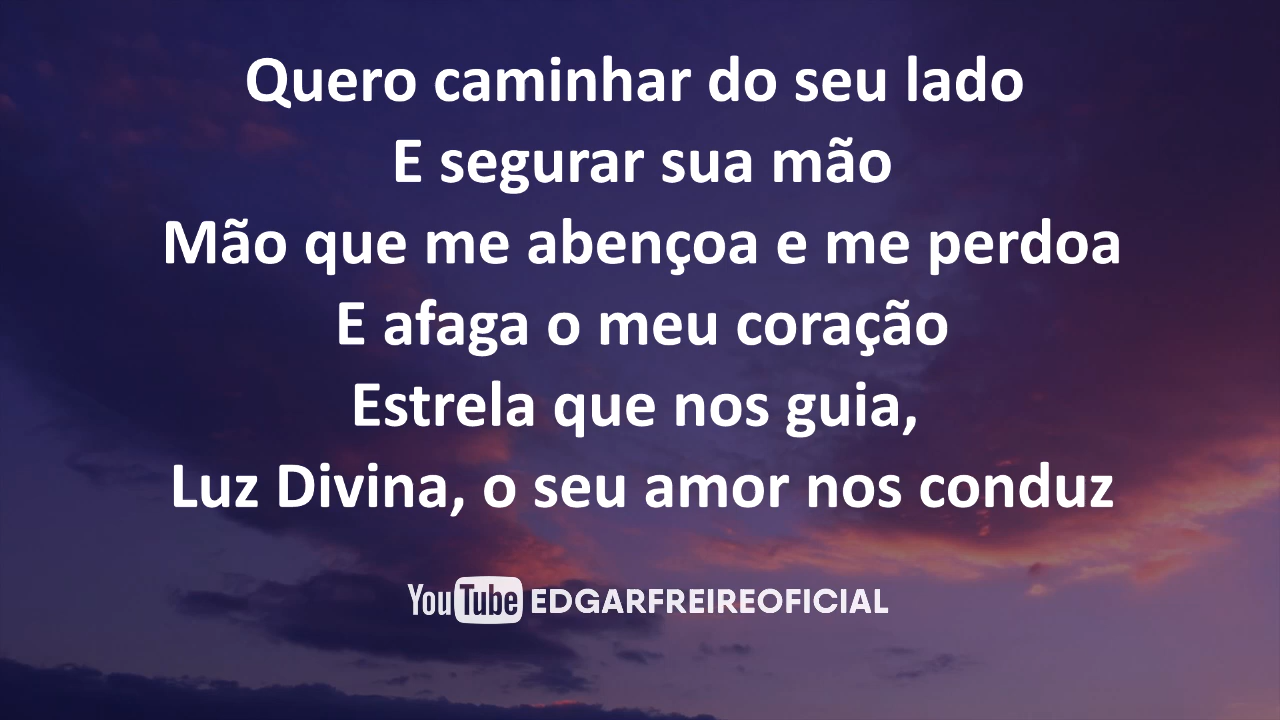 Quero caminhar do seu lado
E segurar sua mão
Mão que me abençoa e me perdoa
E afaga o meu coração
Estrela que nos guia,
Luz Divina, o seu amor nos conduz
YouTube EDGARFREIREOFICIAL